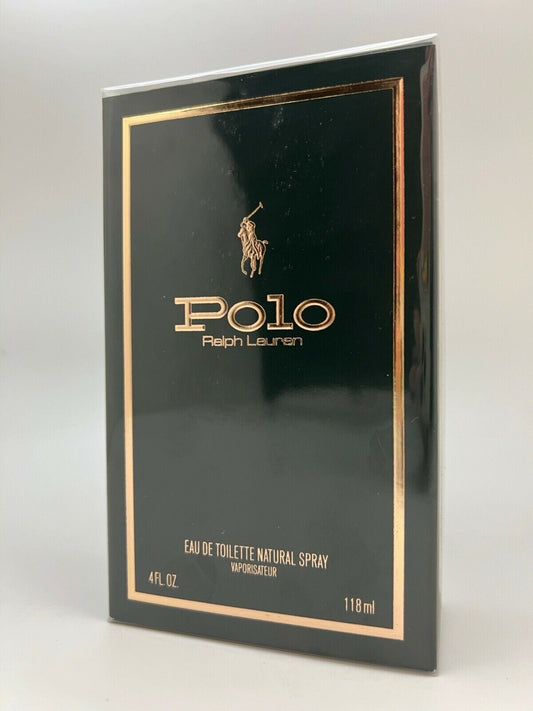 Polo
Ralph Lauren
EAU DE TOILETTE NATURAL SPRAY
VAPORISATEUR
4 FL. OZ.
118 ml